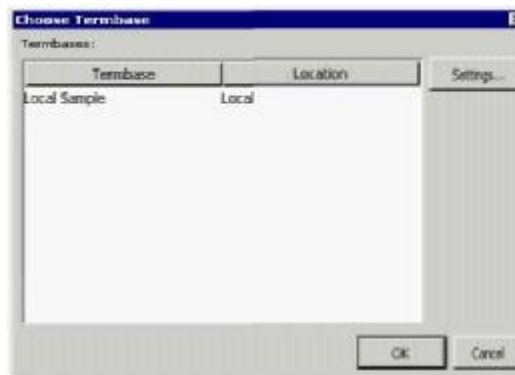 Choose Termbase
Termbases:
Termbase Location Settings...
Local Sample Local
OK Cancel